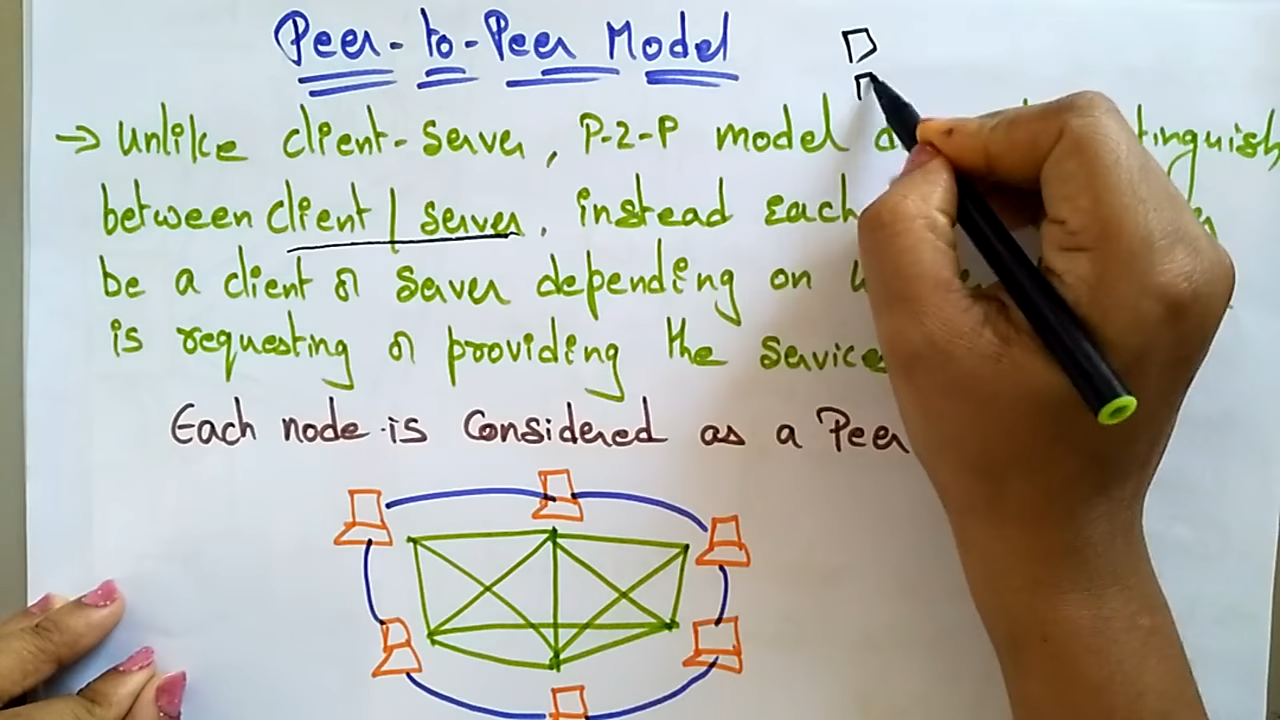 Peer-to-Peer Model
→ Unlike client-server, P-2-P model tinguish
between client | server. instead each
be a client or server depending on
is requesting or providing the service
Each node is Considered as a Peer